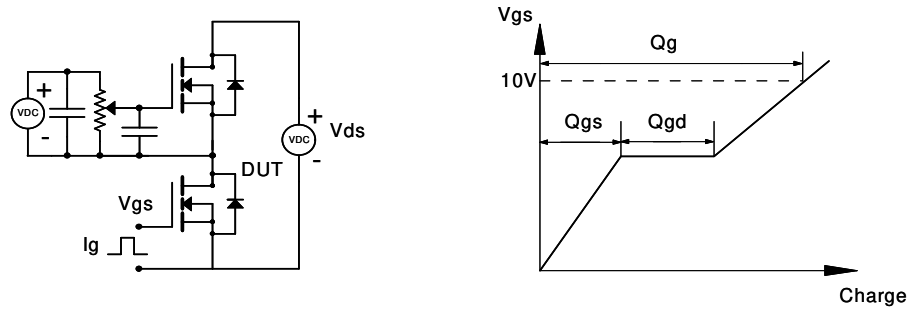 VDC
+
-
+
VDC
-
Vds
DUT
Vgs
Ig
Vgs
Qg
10V
Qgs
Qgd
Charge